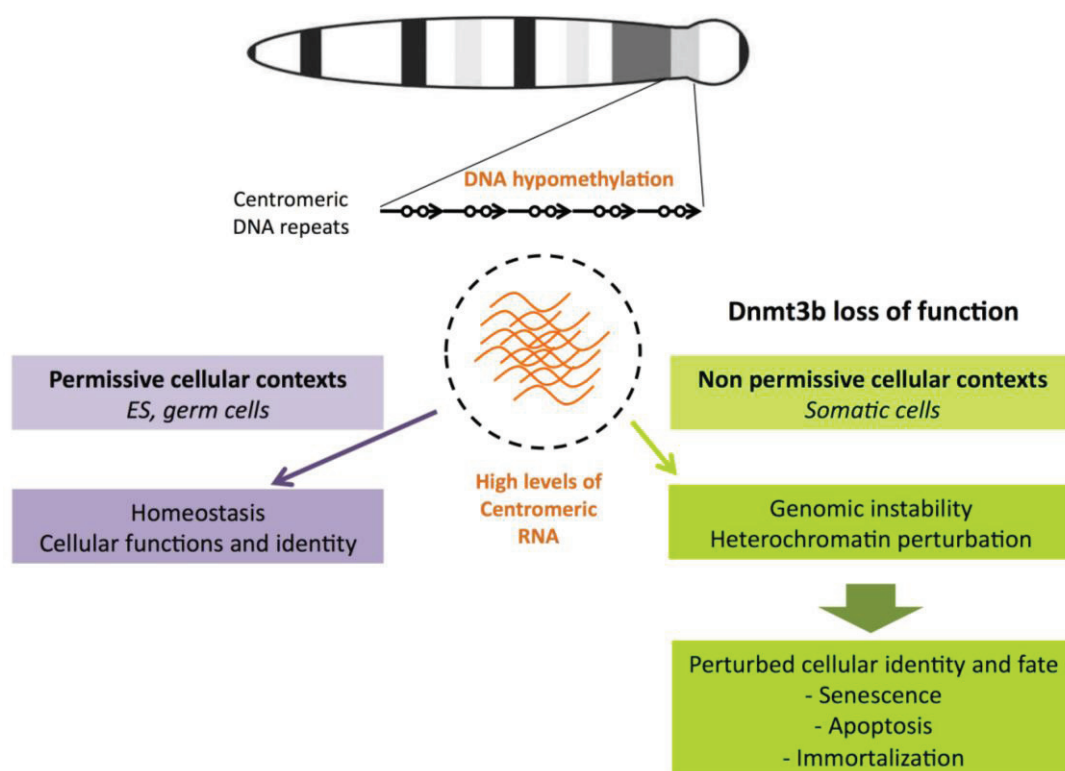 DNA hypomethylation
Centromeric
DNA repeats
Dnmt3b loss of function
Permissive cellular contexts
ES, germ cells
Non permissive cellular contexts
Somatic cells
High levels of
Centromeric
RNA
Homeostasis
Cellular functions and identity
Genomic instability
Heterochromatin perturbation
Perturbed cellular identity and fate
- Senescence
- Apoptosis
- Immortalization